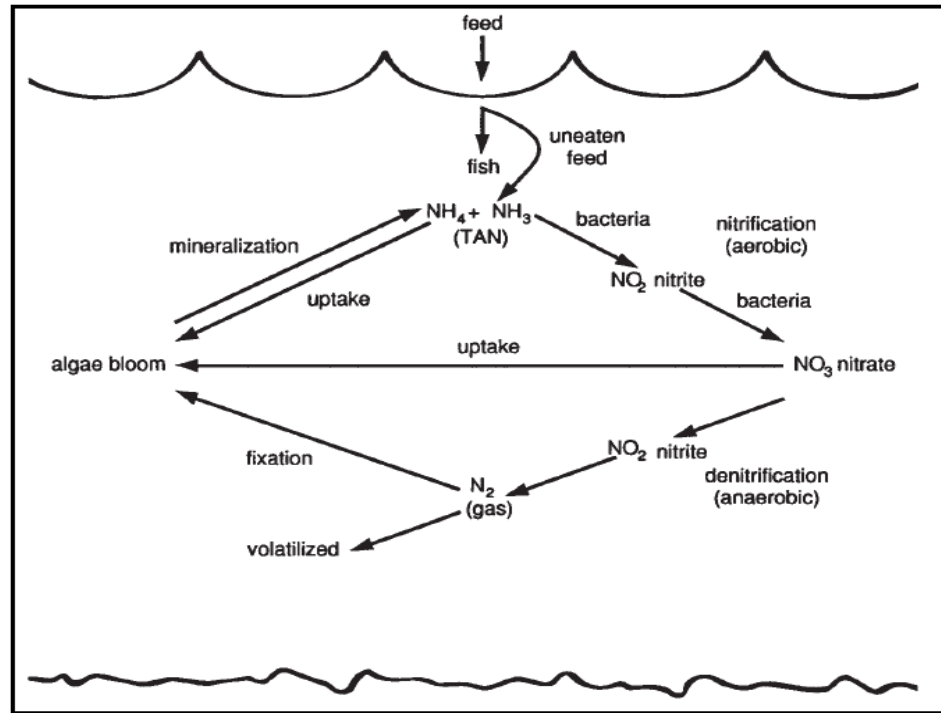 feed
uneaten
feed
fish
NH₄+ NH₃
(TAN)
bacteria
nitrification
(aerobic)
mineralization
NO₂ nitrite
uptake
bacteria
uptake
algae bloom
NO₃ nitrate
NO₂ nitrite
fixation
denitrification
(anaerobic)
N₂
(gas)
volatilized